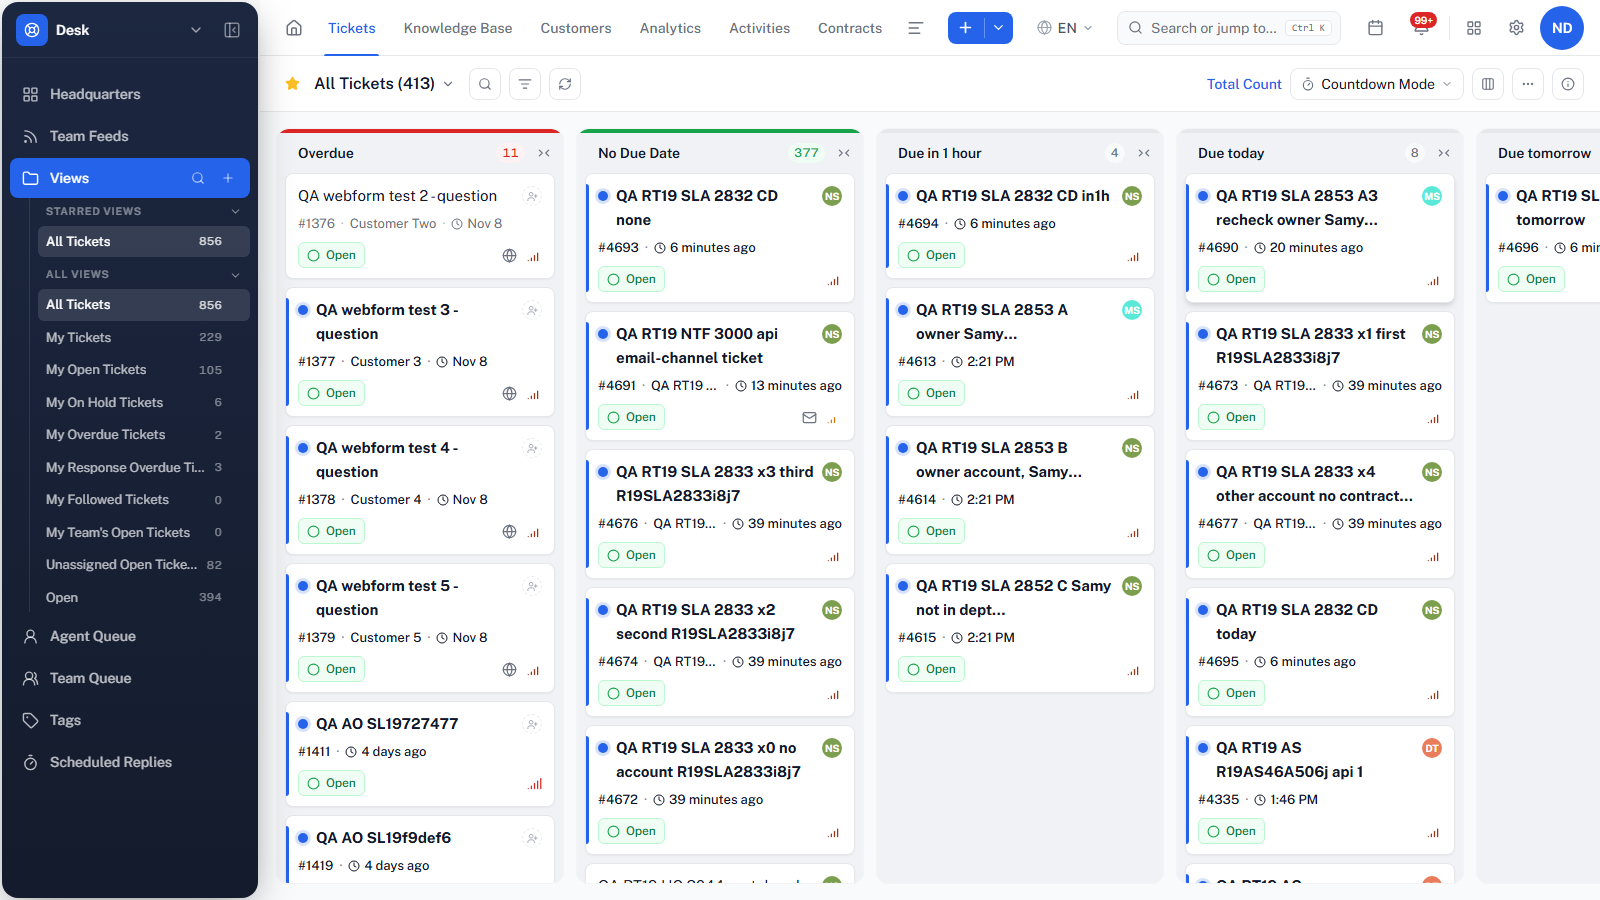 Desk
Headquarters
Team Feeds
Views
STARRED VIEWS
All Tickets 856
ALL VIEWS
All Tickets 856
My Tickets 229
My Open Tickets 105
My On Hold Tickets 6
My Overdue Tickets 2
My Response Overdue Ti... 3
My Followed Tickets 0
My Team's Open Tickets 0
Unassigned Open Ticke... 82
Open 394
Agent Queue
Team Queue
Tags
Scheduled Replies
Tickets Knowledge Base Customers Analytics Activities Contracts EN Search or jump to... Ctrl K 99+ ND
All Tickets (413) Total Count Countdown Mode
Overdue 11
QA webform test 2 - question
#1376 · Customer Two · Nov 8
Open
QA webform test 3 -
question
#1377 · Customer 3 · Nov 8
Open
QA webform test 4 -
question
#1378 · Customer 4 · Nov 8
Open
QA webform test 5 -
question
#1379 · Customer 5 · Nov 8
Open
QA AO SL19727477
#1411 · 4 days ago
Open
QA AO SL19f9def6
#1419 · 4 days ago
No Due Date 377
QA RT19 SLA 2832 CD NS
none
#4693 · 6 minutes ago
Open
QA RT19 NTF 3000 api NS
email-channel ticket
#4691 · QA RT19 ... · 13 minutes ago
Open
QA RT19 SLA 2833 x3 third NS
R19SLA2833i8j7
#4676 · QA RT19... · 39 minutes ago
Open
QA RT19 SLA 2833 x2 NS
second R19SLA2833i8j7
#4674 · QA RT19... · 39 minutes ago
Open
QA RT19 SLA 2833 x0 no NS
account R19SLA2833i8j7
#4672 · 39 minutes ago
Open
Due in 1 hour 4
QA RT19 SLA 2832 CD in1h NS
#4694 · 6 minutes ago
Open
QA RT19 SLA 2853 A MS
owner Samy...
#4613 · 2:21 PM
Open
QA RT19 SLA 2853 B NS
owner account, Samy...
#4614 · 2:21 PM
Open
QA RT19 SLA 2852 C Samy NS
not in dept...
#4615 · 2:21 PM
Open
Due today 8
QA RT19 SLA 2853 A3 MS
recheck owner Samy...
#4690 · 20 minutes ago
Open
QA RT19 SLA 2833 x1 first NS
R19SLA2833i8j7
#4673 · QA RT19... · 39 minutes ago
Open
QA RT19 SLA 2833 x4 NS
other account no contract...
#4677 · QA RT19... · 39 minutes ago
Open
QA RT19 SLA 2832 CD NS
today
#4695 · 6 minutes ago
Open
QA RT19 AS DT
R19AS46A506j api 1
#4335 · 1:46 PM
Open
Due tomorrow
QA RT19 SL
tomorrow
#4696 · 6 min
Open